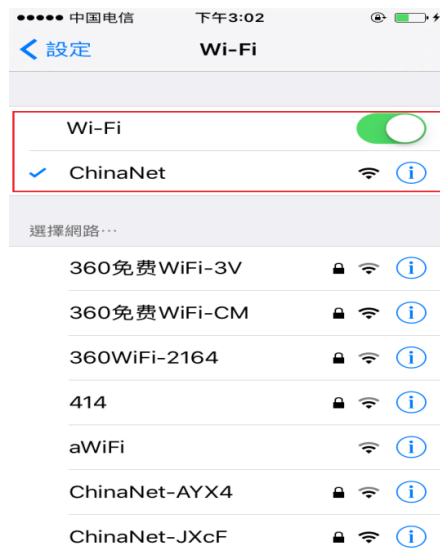 中国电信 下午3:02
設定 Wi-Fi
Wi-Fi
ChinaNet
選擇網路…
360免费WiFi-3V
360免费WiFi-CM
360WiFi-2164
414
aWiFi
ChinaNet-AYX4
ChinaNet-JXcF